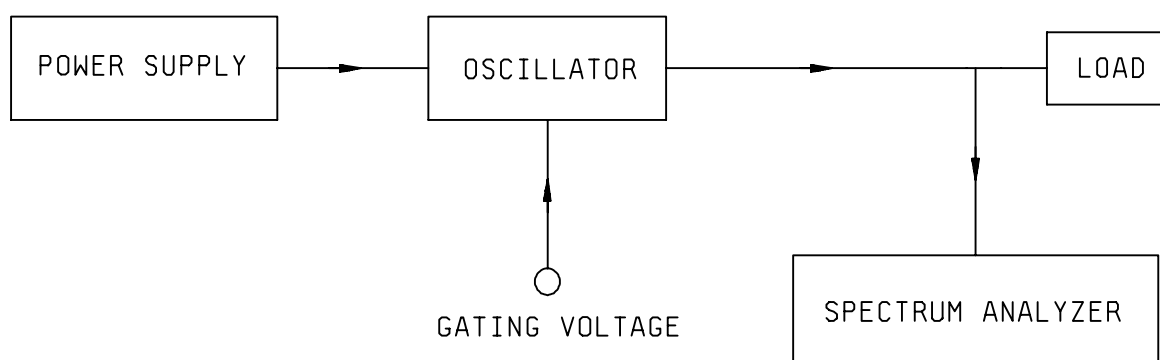 POWER SUPPLY
OSCILLATOR
LOAD
GATING VOLTAGE
SPECTRUM ANALYZER